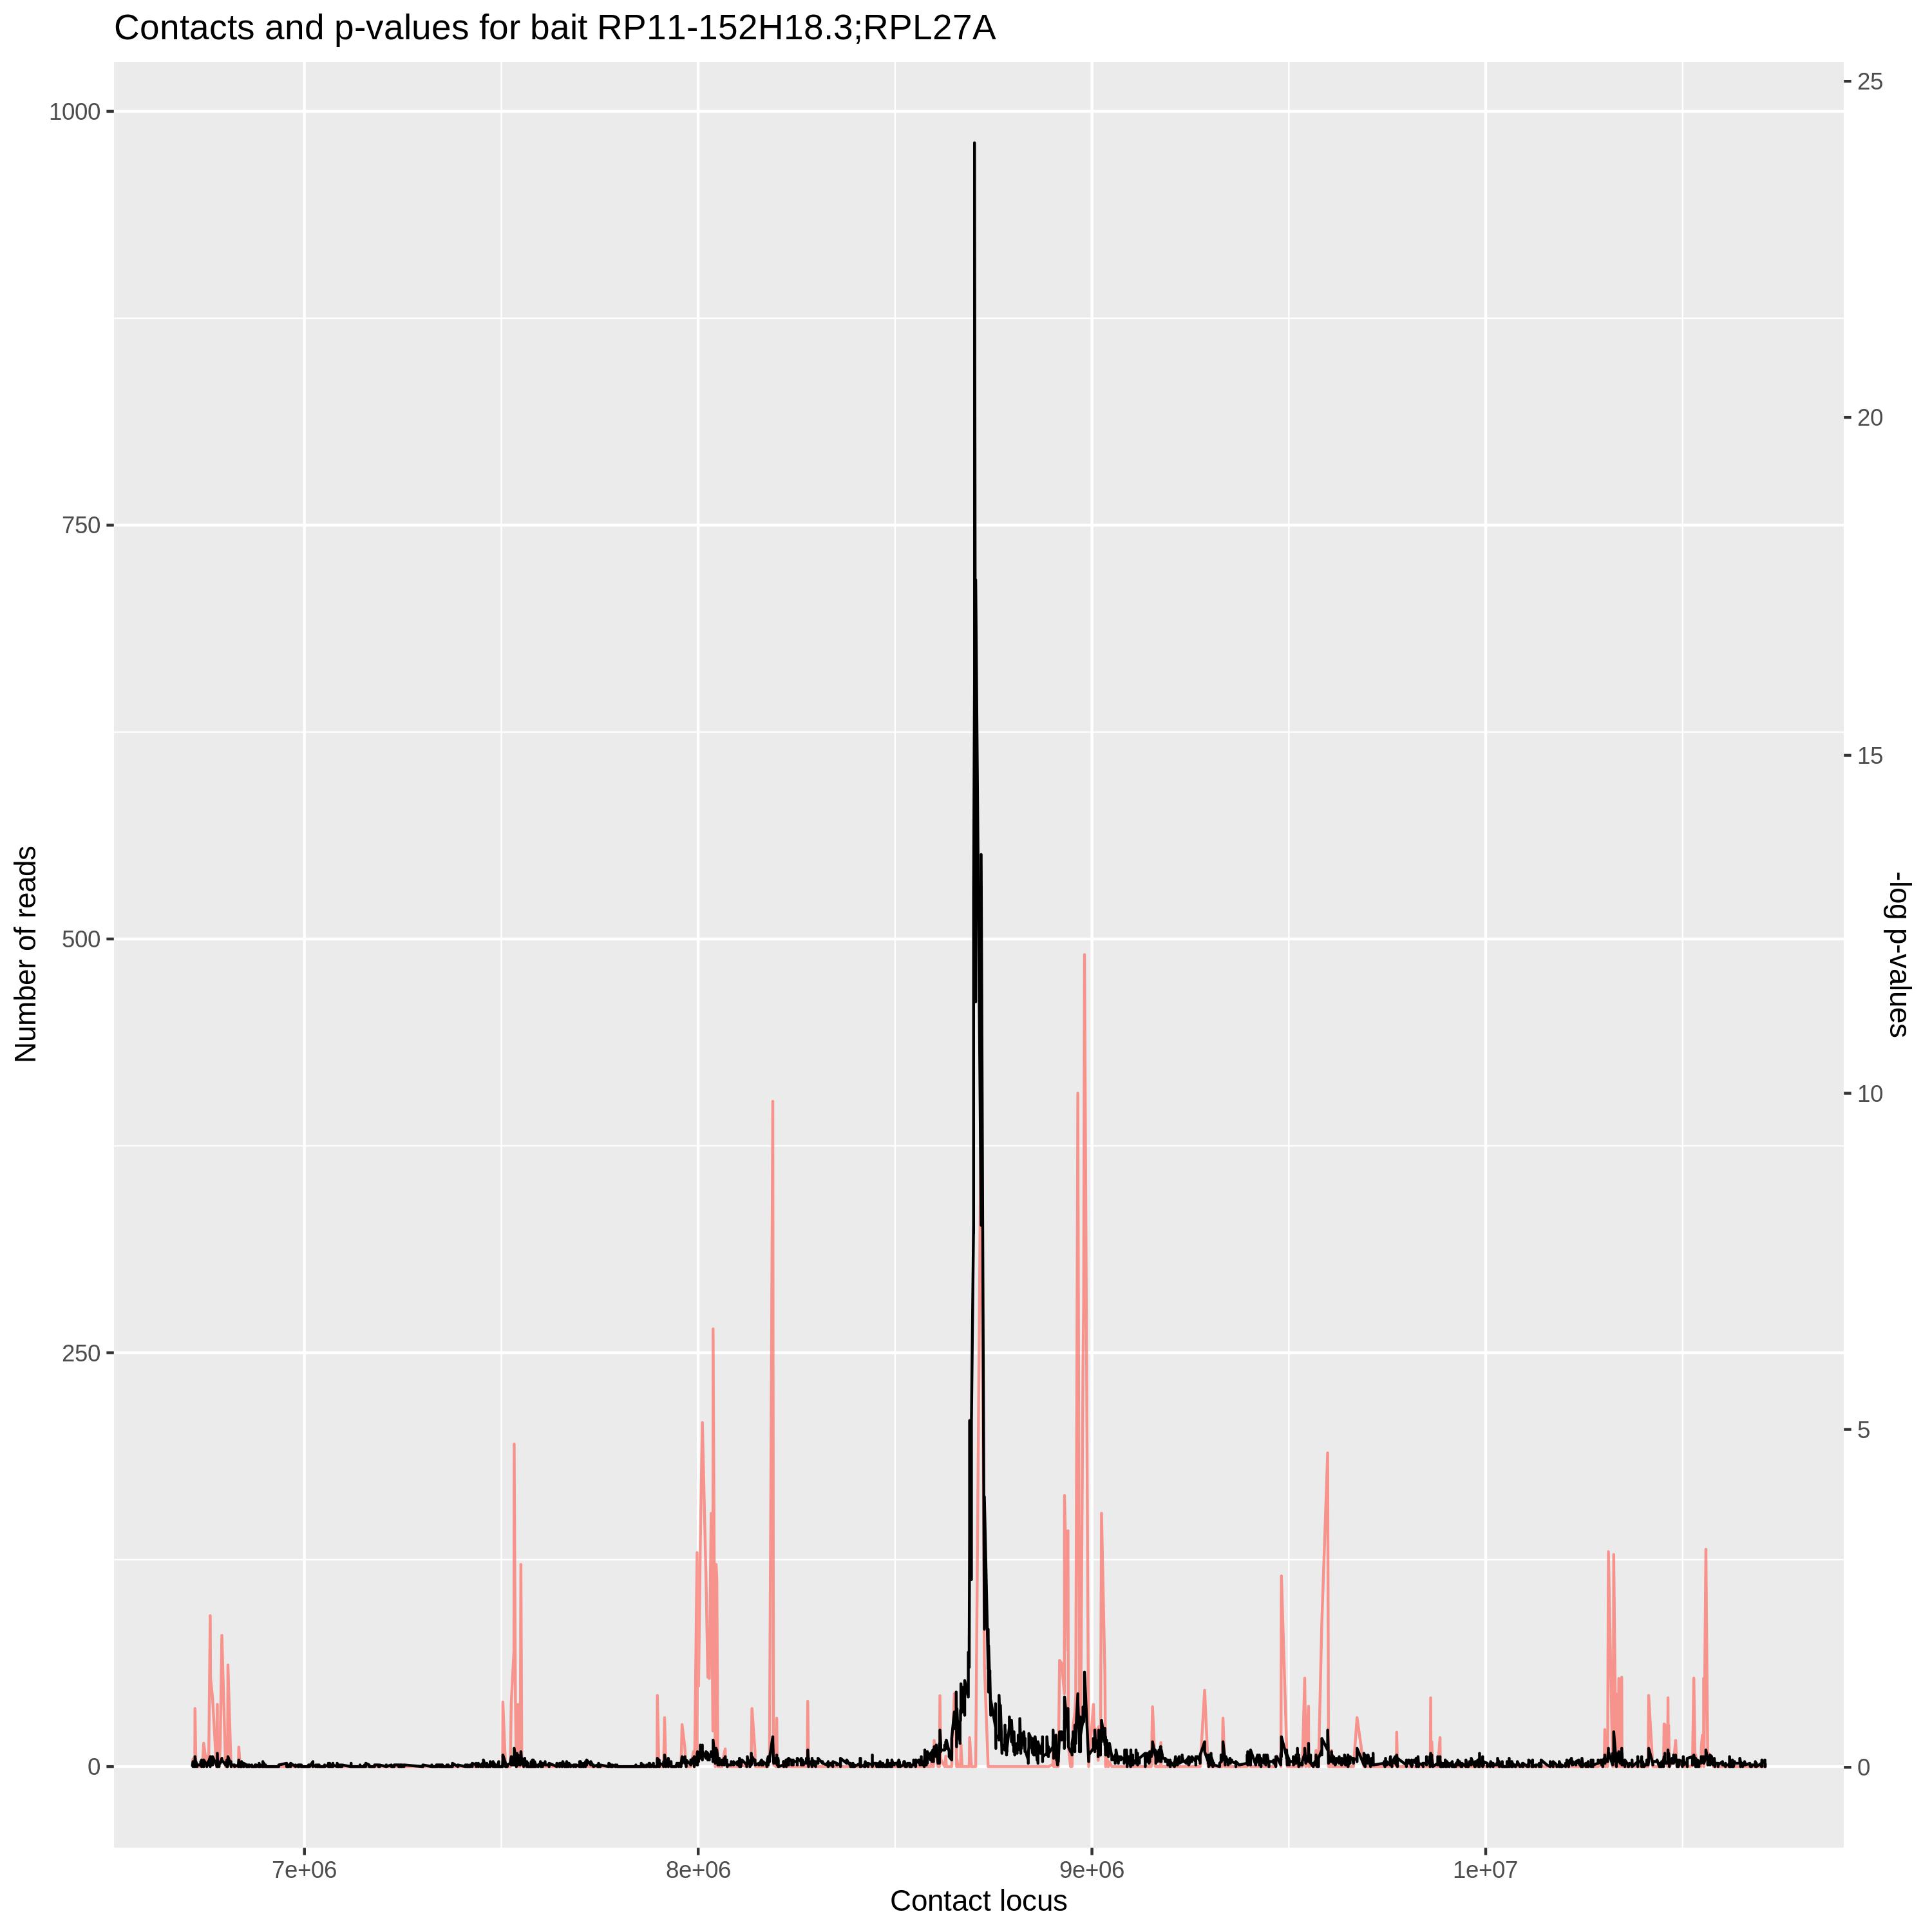 Contacts and p-values for bait RP11-152H18.3;RPL27A
1000
750
500
250
0
Number of reads
25
20
15
10
5
0
-log p-values
7e+06
8e+06
9e+06
1e+07
Contact locus